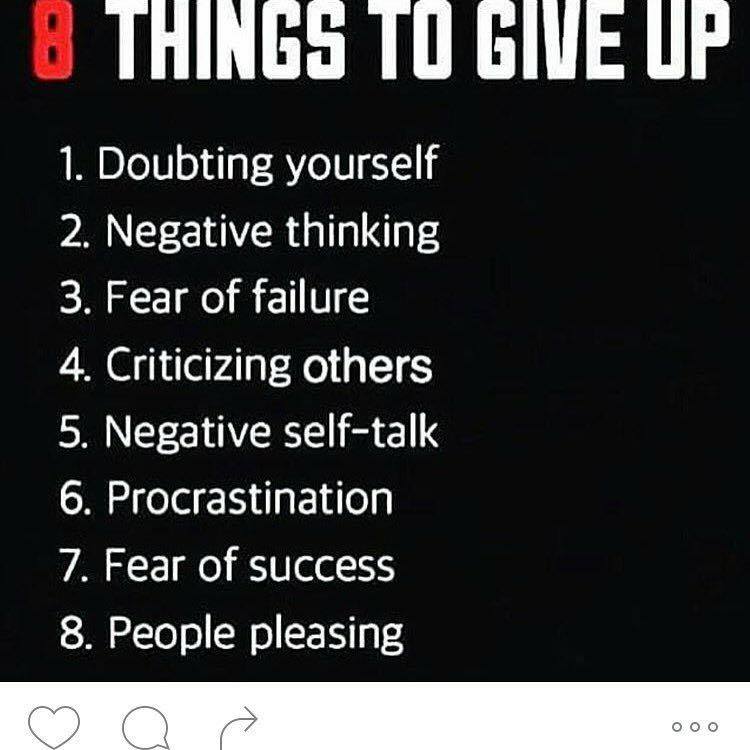 8 THINGS TO GIVE UP
1. Doubting yourself
2. Negative thinking
3. Fear of failure
4. Criticizing others
5. Negative self-talk
6. Procrastination
7. Fear of success
8. People pleasing